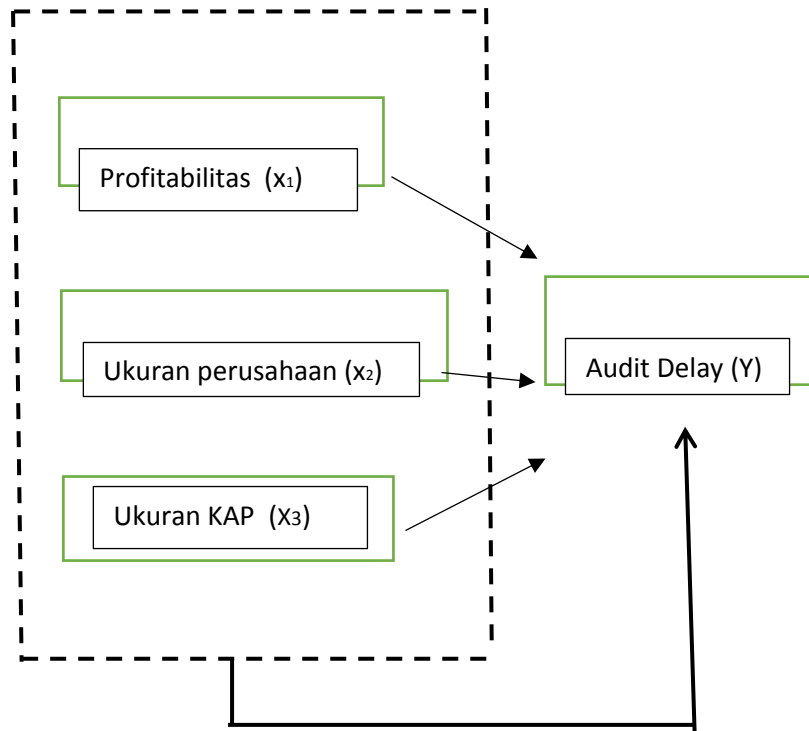 Profitabilitas (x₁)
Ukuran perusahaan (x₂)
Audit Delay (Y)
Ukuran KAP (X₃)